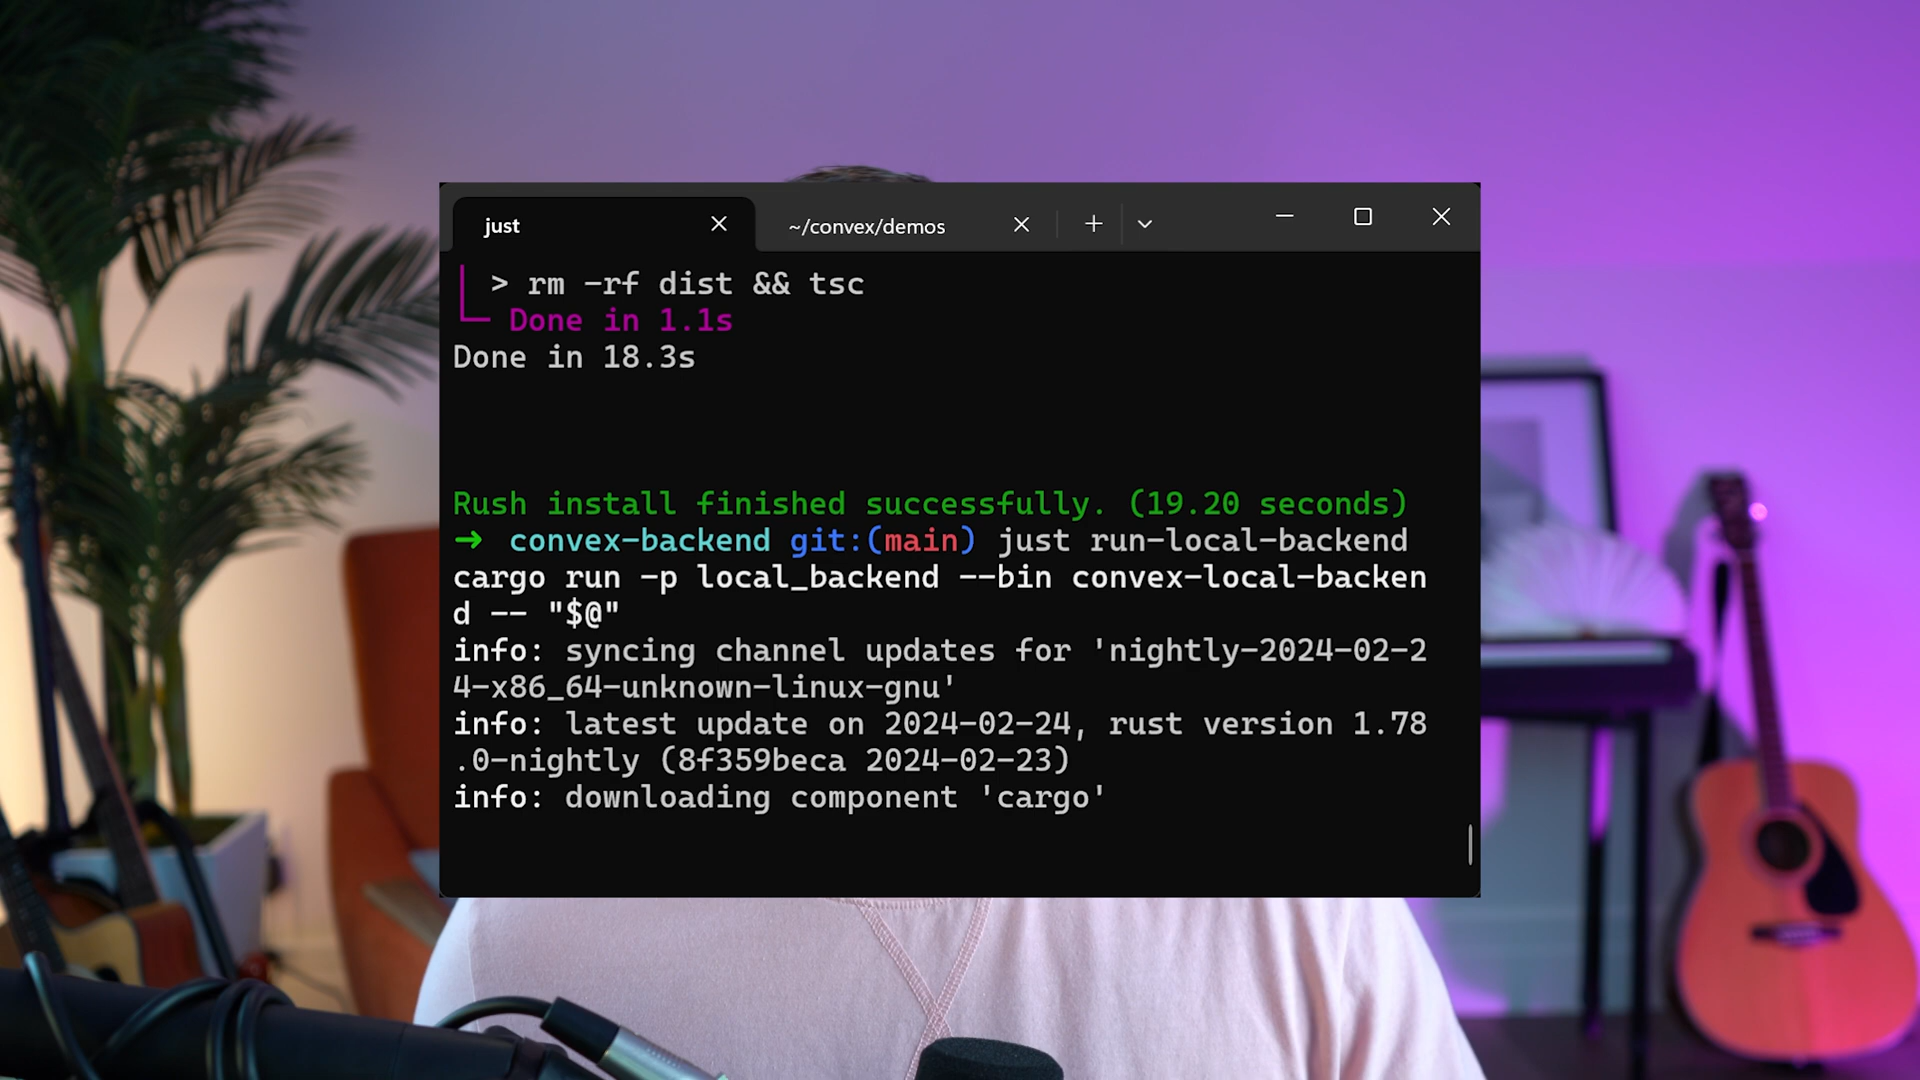 just
~/convex/demos
> rm -rf dist && tsc
Done in 1.1s
Done in 18.3s
Rush install finished successfully. (19.20 seconds)
➜ convex-backend git:(main) just run-local-backend
cargo run -p local_backend --bin convex-local-backen
d -- "$@"
info: syncing channel updates for 'nightly-2024-02-2
4-x86_64-unknown-linux-gnu'
info: latest update on 2024-02-24, rust version 1.78
.0-nightly (8f359beca 2024-02-23)
info: downloading component 'cargo'